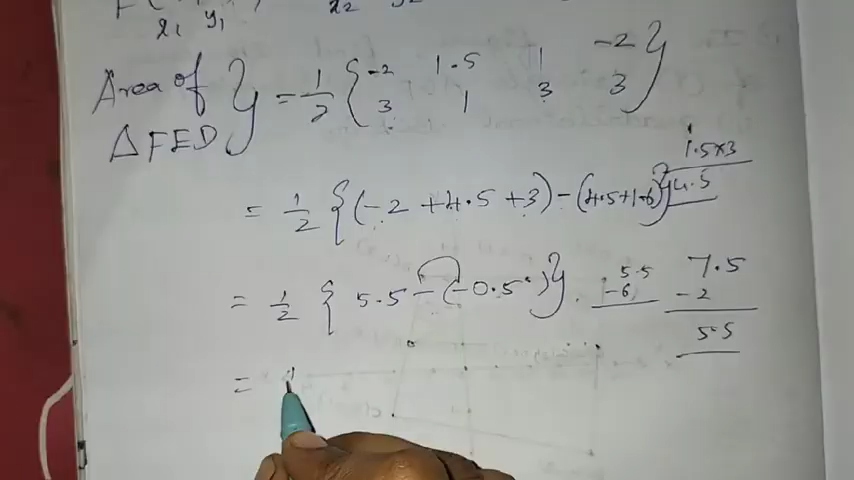 x₁ y₁ x₂ y₂
Area of ΔFED } = 1/2 { -2 1.5 1 -2
3 1 3 3 }
= 1/2 {(-2 + 4.5 + 3) - (4.5 + 1 - 6)}
1.5×3
4.5
= 1/2 { 5.5 - (-0.5) }.
5.5
-6
7.5
-2
5.5
=